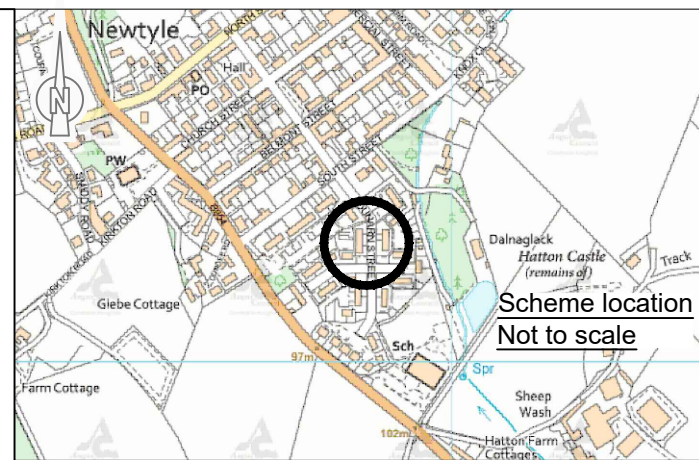 Newtyle
N
NORTH S
Hall
PO
CHURCH STREET
BELMONT STREET
SOUTH STREET
PW
KIRKTON ROAD
Dalnaglack
Hatton Castle
(remains of)
Track
Glebe Cottage
Scheme location
Not to scale
97m
Sch
Spr
Farm Cottage
Sheep
Wash
102m
Hatton Farm
Cottages